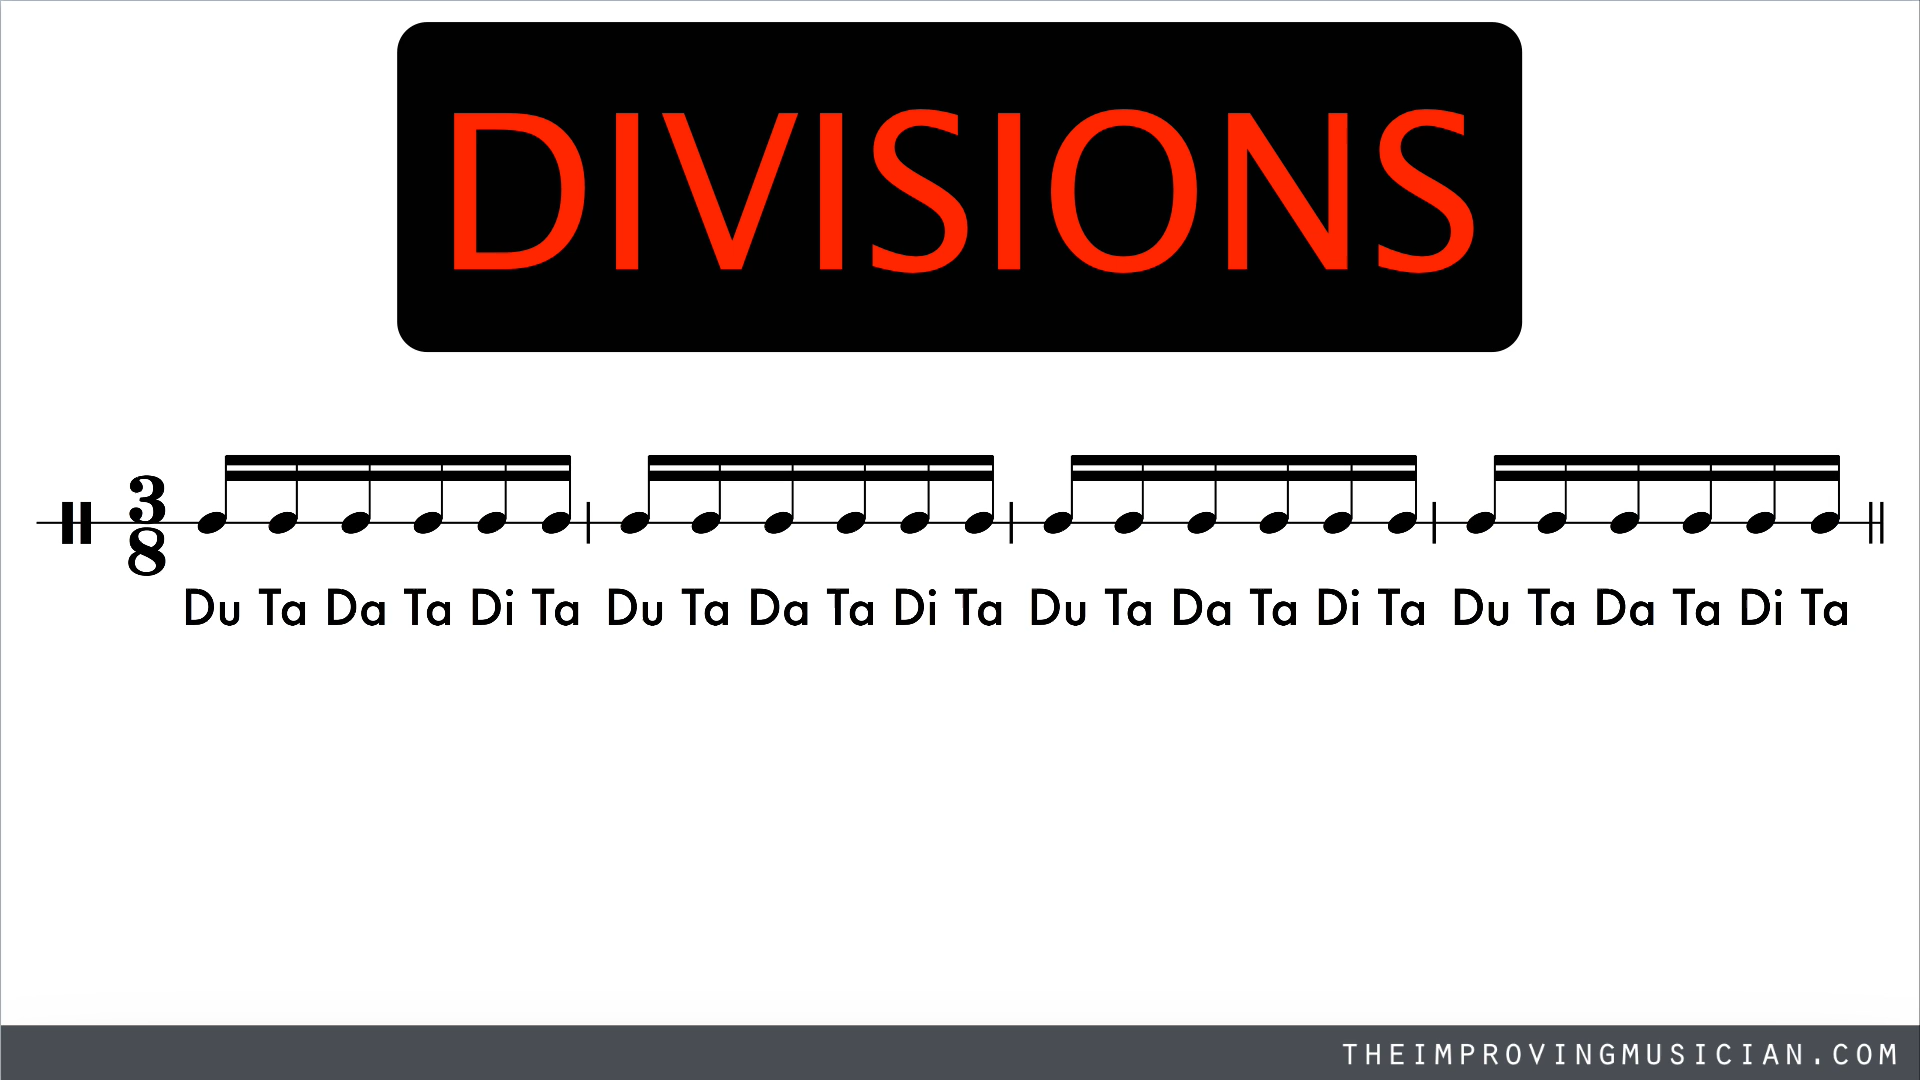 DIVISIONS
3
8
Du Ta Da Ta Di Ta Du Ta Da Ta Di Ta Du Ta Da Ta Di Ta Du Ta Da Ta Di Ta
THEIMPROVINGMUSICIAN.COM